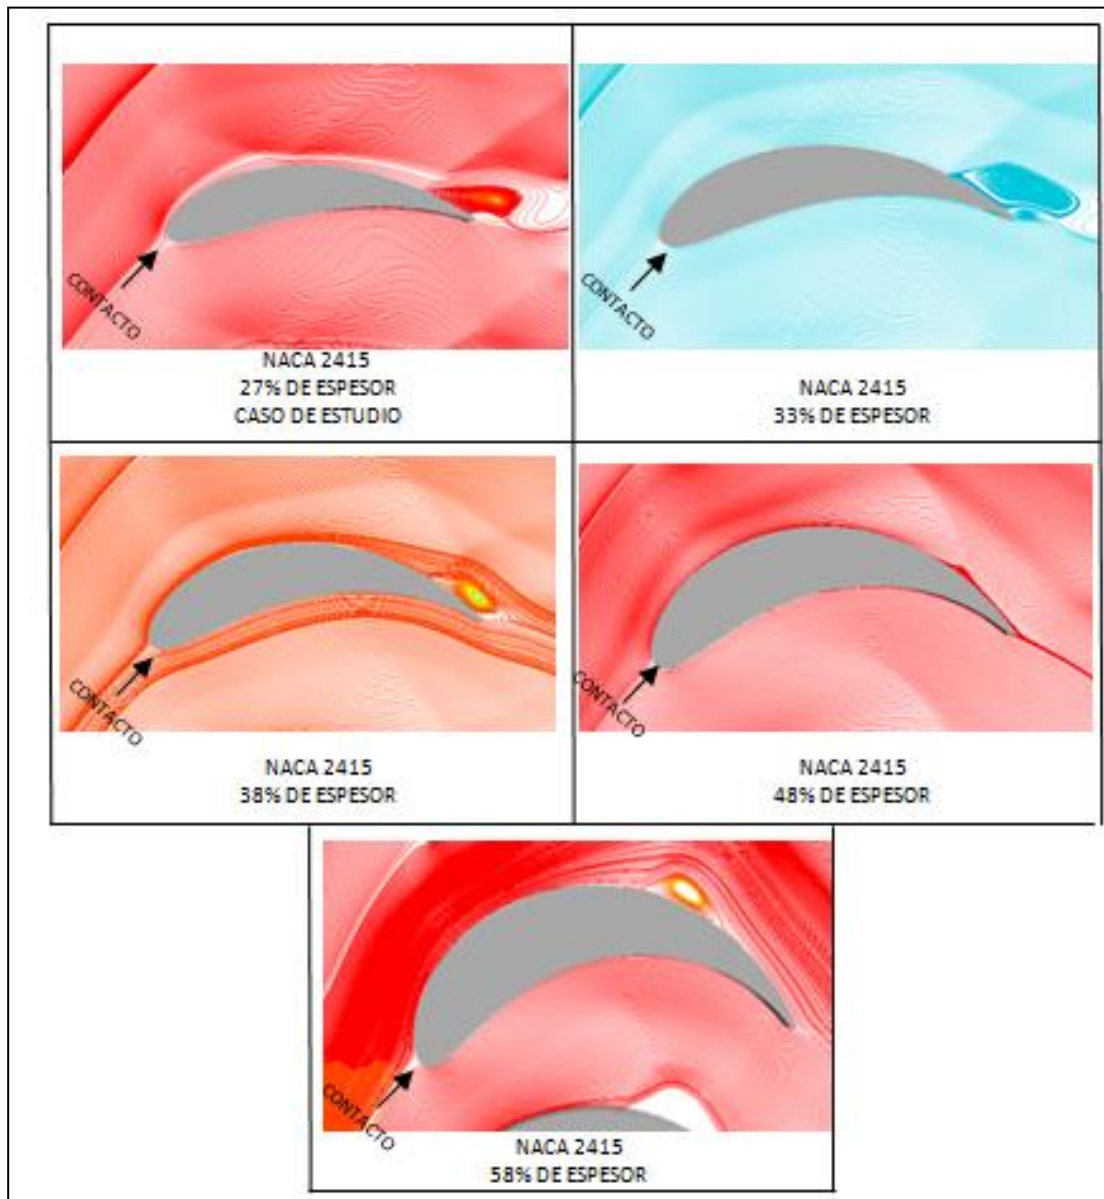 CONTACTO
NACA 2415
27% DE ESPESOR
CASO DE ESTUDIO
CONTACTO
NACA 2415
33% DE ESPESOR
CONTACTO
NACA 2415
38% DE ESPESOR
CONTACTO
NACA 2415
48% DE ESPESOR
CONTACTO
NACA 2415
58% DE ESPESOR